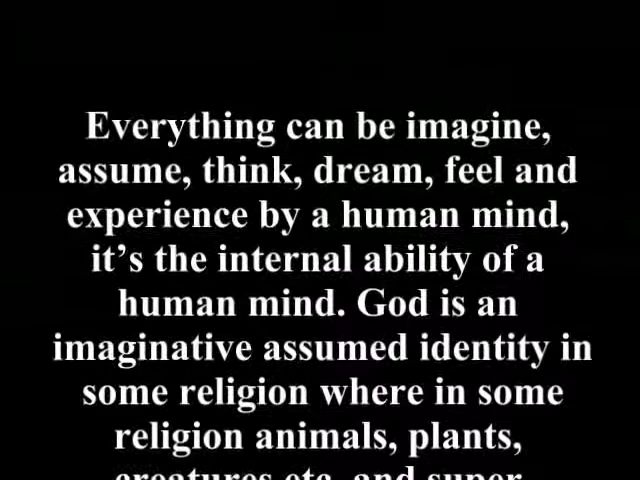 Everything can be imagine,
assume, think, dream, feel and
experience by a human mind,
it’s the internal ability of a
human mind. God is an
imaginative assumed identity in
some religion where in some
religion animals, plants,
creatures etc. and super